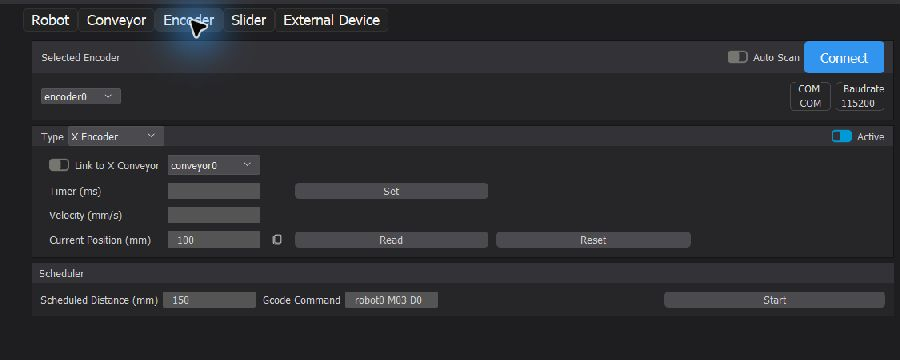 Robot Conveyor Encoder Slider External Device
Selected Encoder Auto Scan Connect
encoder0 COM COM Baudrate 115200
Type X Encoder Active
Link to X Conveyor conveyor0
Timer (ms) Set
Velocity (mm/s)
Current Position (mm) 100 Read Reset
Scheduler
Scheduled Distance (mm) 150 Gcode Command robot0 M03 D0 Start